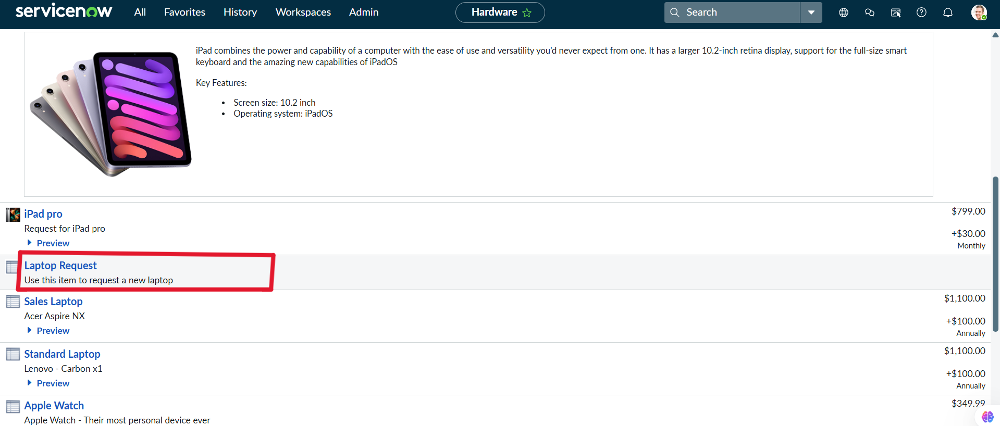 servicenow All Favorites History Workspaces Admin Hardware Search
iPad combines the power and capability of a computer with the ease of use and versatility you’d never expect from one. It has a larger 10.2-inch retina display, support for the full-size smart
keyboard and the amazing new capabilities of iPadOS
Key Features:
• Screen size: 10.2 inch
• Operating system: iPadOS
iPad pro
$799.00
Request for iPad pro
+$30.00
Preview
Monthly
Laptop Request
Use this item to request a new laptop
Sales Laptop
$1,100.00
Acer Aspire NX
+$100.00
Preview
Annually
Standard Laptop
$1,100.00
Lenovo - Carbon x1
+$100.00
Preview
Annually
Apple Watch
$349.99
Apple Watch - Their most personal device ever